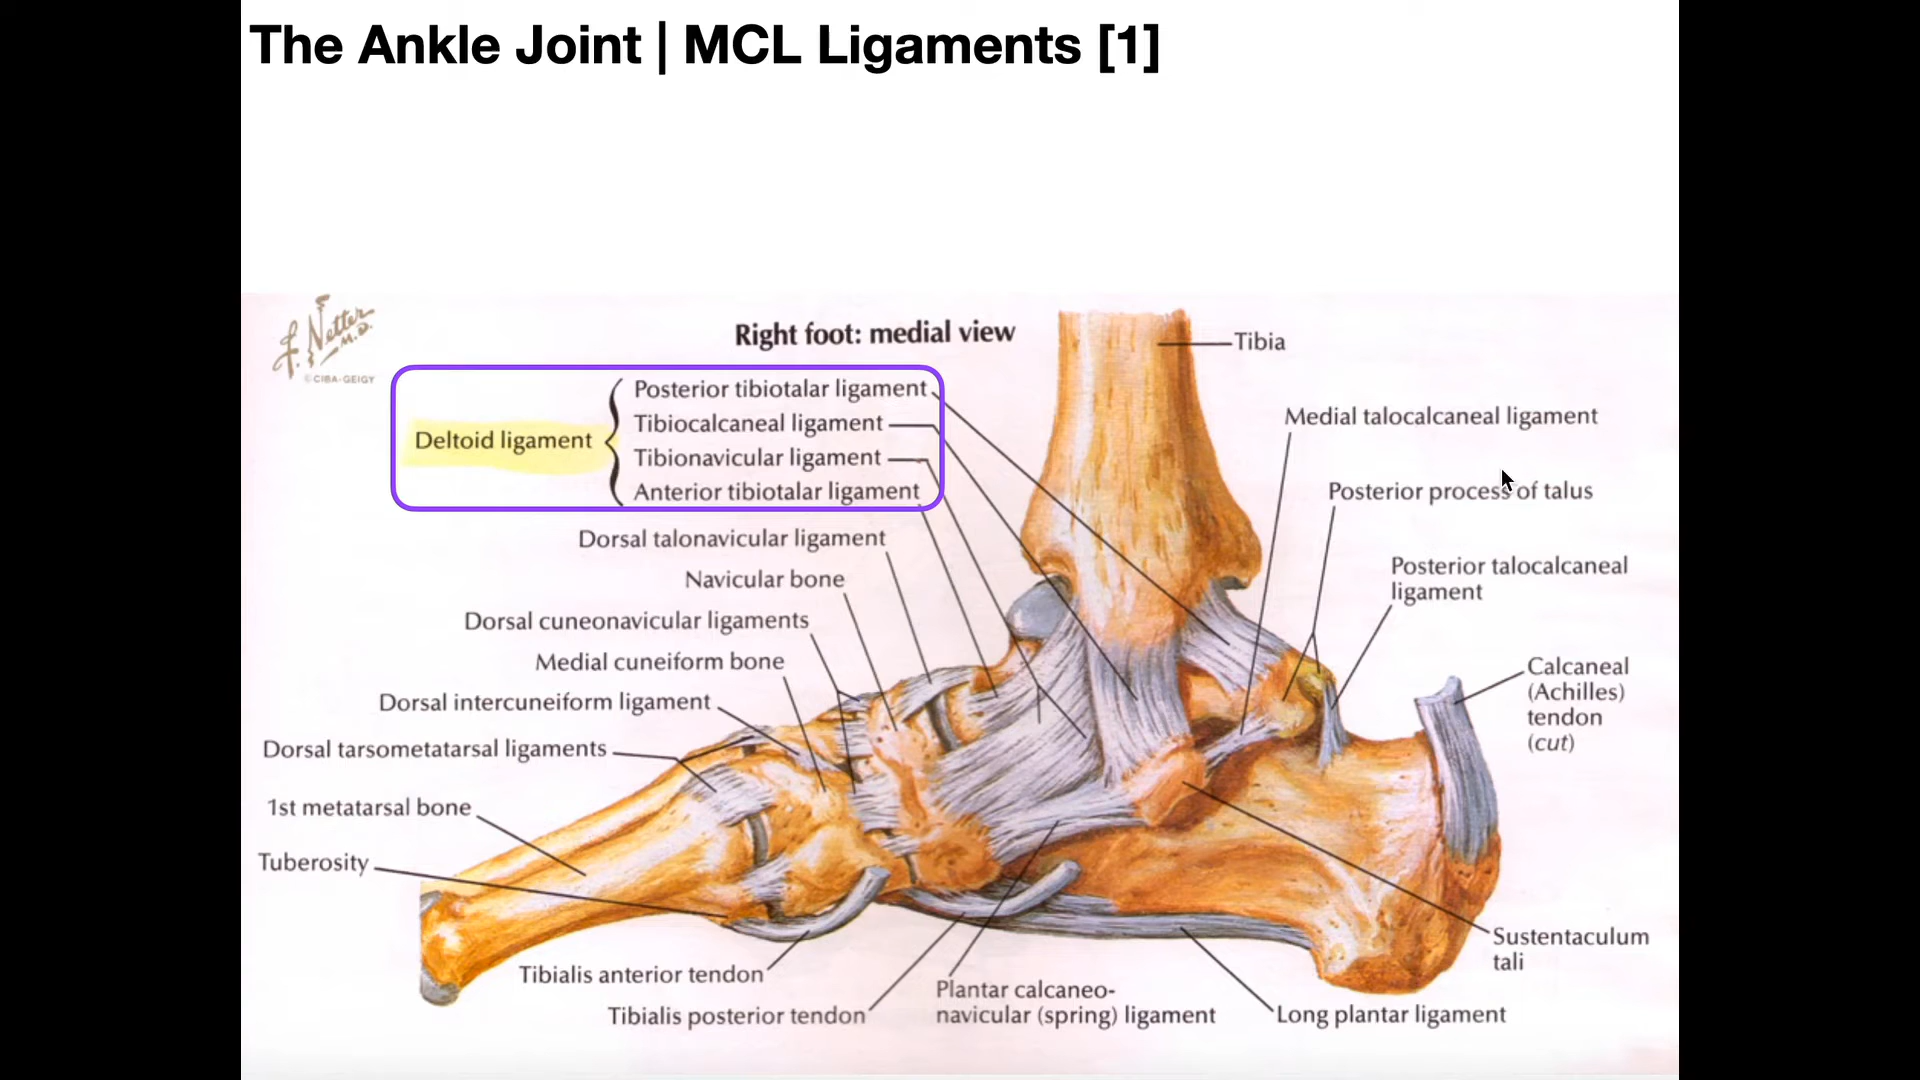 The Ankle Joint | MCL Ligaments [1]
f. Netter
M.D.
©CIBA-GEIGY
Right foot: medial view
Tibia
Deltoid ligament
Posterior tibiotalar ligament
Tibiocalcaneal ligament
Tibionavicular ligament
Anterior tibiotalar ligament
Medial talocalcaneal ligament
Posterior process of talus
Dorsal talonavicular ligament
Posterior talocalcaneal
ligament
Navicular bone
Dorsal cuneonavicular ligaments
Medial cuneiform bone
Calcaneal
(Achilles)
tendon
(cut)
Dorsal intercuneiform ligament
Dorsal tarsometatarsal ligaments
1st metatarsal bone
Tuberosity
Sustentaculum
tali
Tibialis anterior tendon
Tibialis posterior tendon
Plantar calcaneo-
navicular (spring) ligament
Long plantar ligament